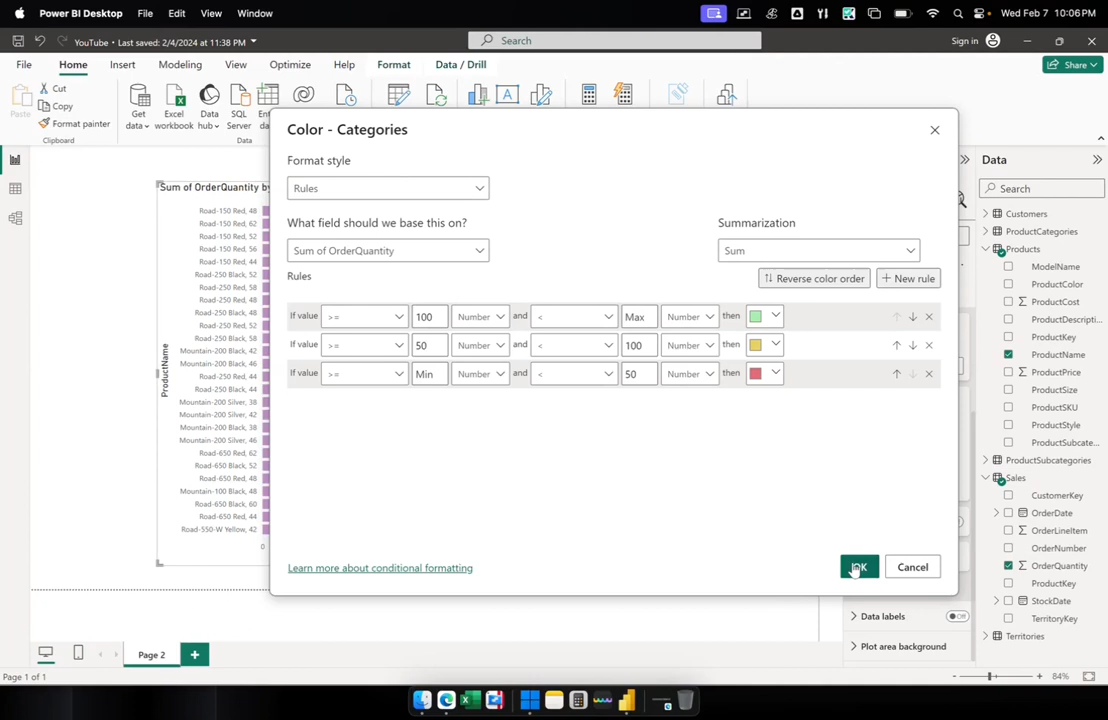 Power BI Desktop File Edit View Window Wed Feb 7 10:06 PM
YouTube • Last saved: 2/4/2024 at 11:38 PM Search Sign in
File Home Insert Modeling View Optimize Help Format Data / Drill Share
Paste
Cut
Copy
Format painter
Clipboard
Get data
Excel workbook
Data hub
SQL Server
Data
Color - Categories
Format style
Rules
What field should we base this on?
Summarization
Sum of OrderQuantity
Sum
Rules
Reverse color order
New rule
If value >= 100 Number and < Max Number then
If value >= 50 Number and < 100 Number then
If value >= Min Number and < 50 Number then
Learn more about conditional formatting
OK
Cancel
Sum of OrderQuantity by
ProductName
Road-150 Red, 48
Road-150 Red, 62
Road-150 Red, 52
Road-150 Red, 56
Road-150 Red, 44
Road-250 Black, 52
Road-250 Red, 58
Road-250 Red, 48
Road-250 Black, 48
Road-250 Red, 52
Road-250 Black, 58
Mountain-200 Black, 42
Mountain-200 Black, 46
Road-250 Red, 44
Road-250 Black, 44
Mountain-200 Silver, 38
Mountain-200 Black, 38
Mountain-200 Silver, 42
Mountain-200 Silver, 46
Road-650 Red, 62
Road-650 Black, 52
Road-650 Red, 48
Mountain-100 Black, 48
Road-650 Black, 60
Road-650 Red, 44
Road-550-W Yellow, 42
0
Data labels Off
Plot area background
Data
Search
Customers
ProductCategories
Products
ModelName
ProductColor
ProductCost
ProductDescripti...
ProductKey
ProductName
ProductPrice
ProductSize
ProductSKU
ProductStyle
ProductSubcate...
ProductSubcategories
Sales
CustomerKey
OrderDate
OrderLineItem
OrderNumber
OrderQuantity
ProductKey
StockDate
TerritoryKey
Territories
Page 2
Page 1 of 1
84%